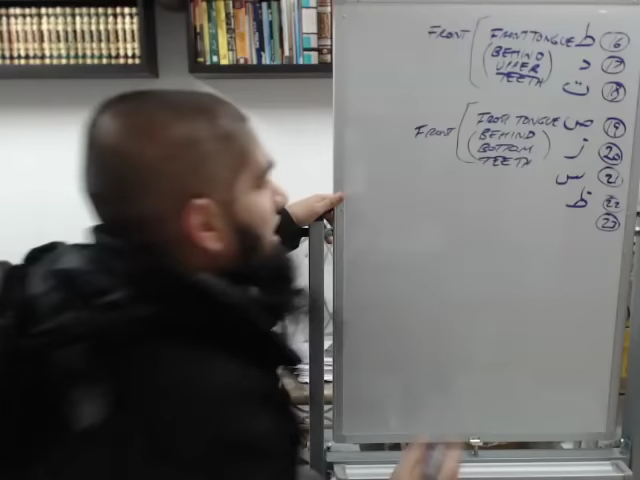 FRONT ( FRONT TONGUE ط 16
(BEHIND د 17
UPPER ت 18
TEETH)
FRONT ( FRONT TONGUE ص 19
(BEHIND ز 20
BOTTOM س 21
TEETH)
ظ 22
23